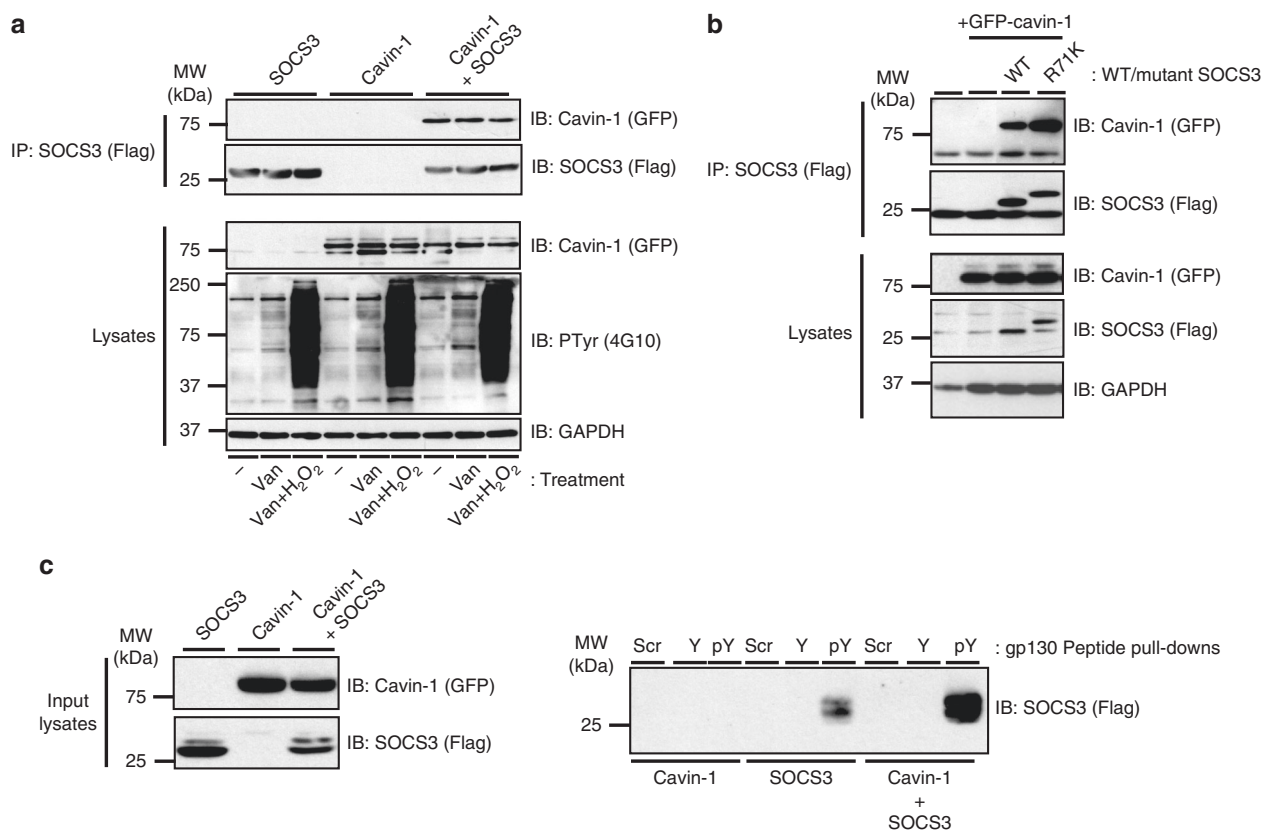 a
SOCS3
Cavin-1
Cavin-1
+ SOCS3
MW
(kDa)
IP: SOCS3 (Flag)
75
IB: Cavin-1 (GFP)
25
IB: SOCS3 (Flag)
Lysates
75
IB: Cavin-1 (GFP)
250
75
37
IB: PTyr (4G10)
37
IB: GAPDH
– Van Van+H2O2 – Van Van+H2O2 – Van Van+H2O2 : Treatment
b
+GFP-cavin-1
WT R71K : WT/mutant SOCS3
MW
(kDa)
IP: SOCS3 (Flag)
75
IB: Cavin-1 (GFP)
25
IB: SOCS3 (Flag)
Lysates
75
IB: Cavin-1 (GFP)
25
IB: SOCS3 (Flag)
37
IB: GAPDH
c
SOCS3
Cavin-1
Cavin-1
+ SOCS3
MW
(kDa)
Input
lysates
75
IB: Cavin-1 (GFP)
25
IB: SOCS3 (Flag)
MW
(kDa)
Scr Y pY Scr Y pY Scr Y pY : gp130 Peptide pull-downs
25
IB: SOCS3 (Flag)
Cavin-1
SOCS3
Cavin-1
+
SOCS3